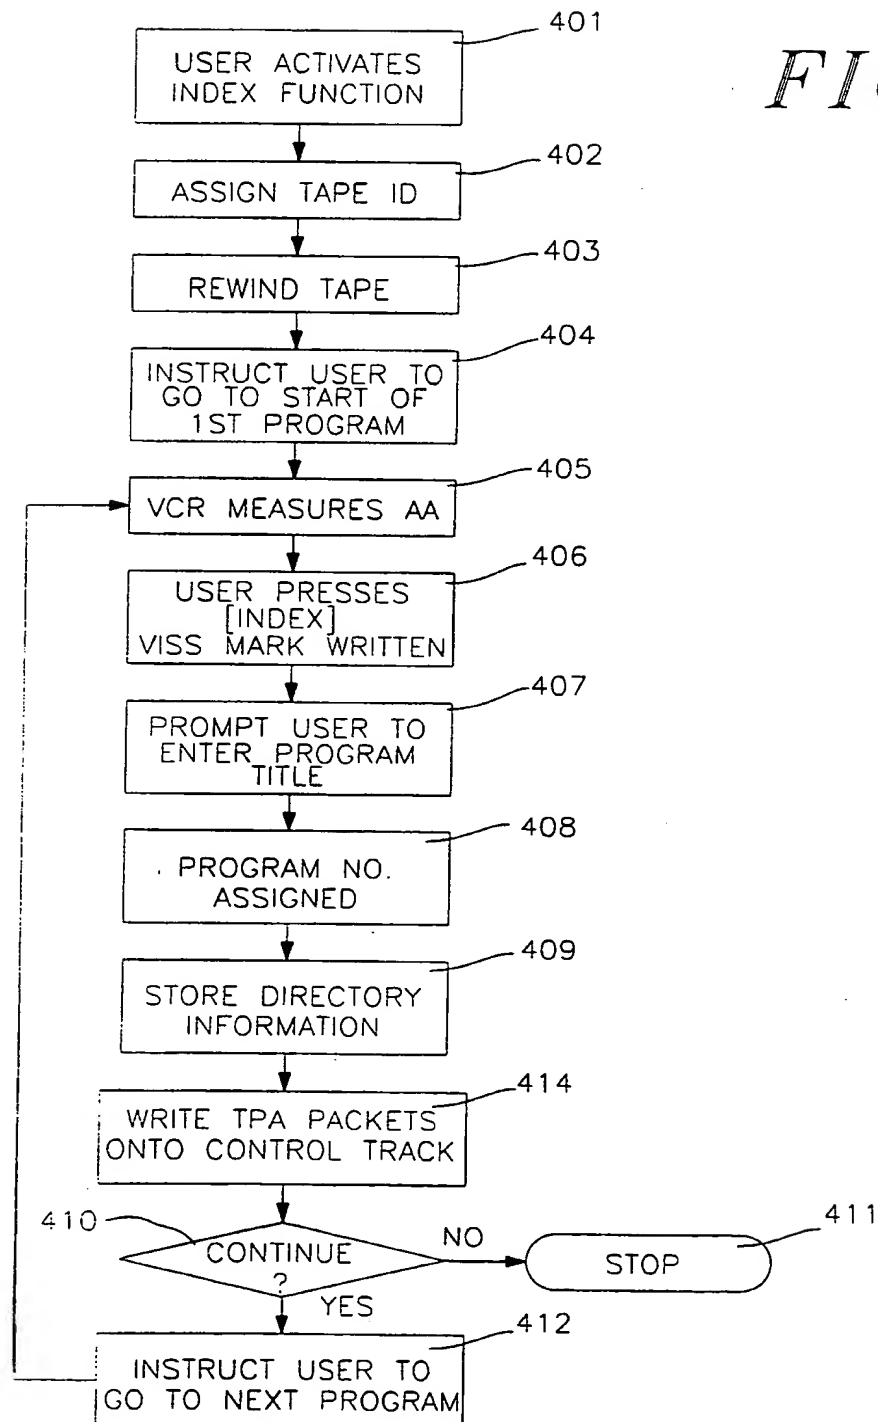 401
USER ACTIVATES
INDEX FUNCTION
402
ASSIGN TAPE ID
403
REWIND TAPE
404
INSTRUCT USER TO
GO TO START OF
1ST PROGRAM
405
VCR MEASURES AA
406
USER PRESSES
[INDEX]
VISS MARK WRITTEN
407
PROMPT USER TO
ENTER PROGRAM
TITLE
408
PROGRAM NO.
ASSIGNED
409
STORE DIRECTORY
INFORMATION
414
WRITE TPA PACKETS
ONTO CONTROL TRACK
410
CONTINUE
?
NO
411
STOP
YES
412
INSTRUCT USER TO
GO TO NEXT PROGRAM